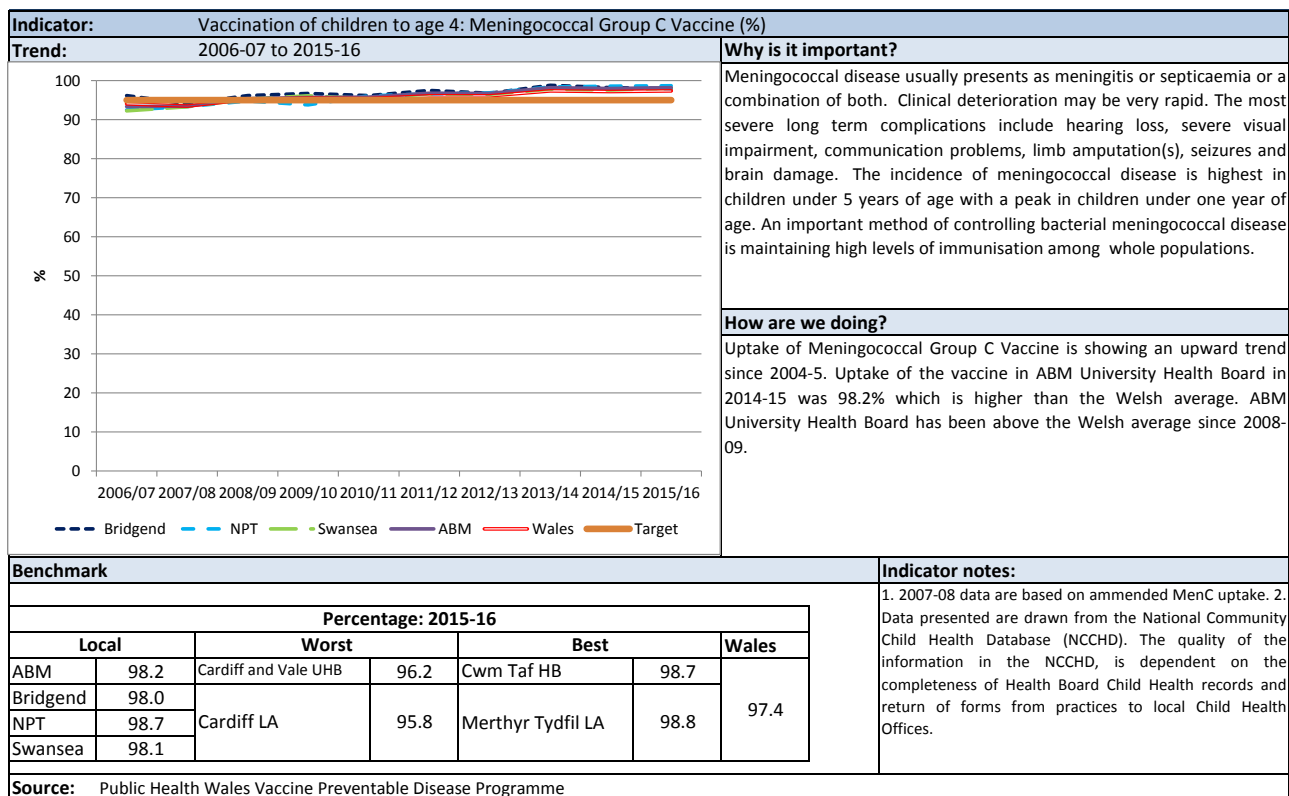 Indicator: Vaccination of children to age 4: Meningococcal Group C Vaccine (%)
Trend: 2006-07 to 2015-16
Why is it important?
Meningococcal disease usually presents as meningitis or septicaemia or a
combination of both. Clinical deterioration may be very rapid. The most
severe long term complications include hearing loss, severe visual
impairment, communication problems, limb amputation(s), seizures and
brain damage. The incidence of meningococcal disease is highest in
children under 5 years of age with a peak in children under one year of
age. An important method of controlling bacterial meningococcal disease
is maintaining high levels of immunisation among whole populations.
How are we doing?
Uptake of Meningococcal Group C Vaccine is showing an upward trend
since 2004-5. Uptake of the vaccine in ABM University Health Board in
2014-15 was 98.2% which is higher than the Welsh average. ABM
University Health Board has been above the Welsh average since 2008-
09.
100
90
80
70
60
50
40
30
20
10
0
%
2006/07 2007/08 2008/09 2009/10 2010/11 2011/12 2012/13 2013/14 2014/15 2015/16
Bridgend NPT Swansea ABM Wales Target
Benchmark
Percentage: 2015-16
Local Worst Best Wales
ABM 98.2 Cardiff and Vale UHB 96.2 Cwm Taf HB 98.7
Bridgend 98.0
NPT 98.7 Cardiff LA 95.8 Merthyr Tydfil LA 98.8 97.4
Swansea 98.1
Indicator notes:
1. 2007-08 data are based on ammended MenC uptake. 2.
Data presented are drawn from the National Community
Child Health Database (NCCHD). The quality of the
information in the NCCHD, is dependent on the
completeness of Health Board Child Health records and
return of forms from practices to local Child Health
Offices.
Source: Public Health Wales Vaccine Preventable Disease Programme